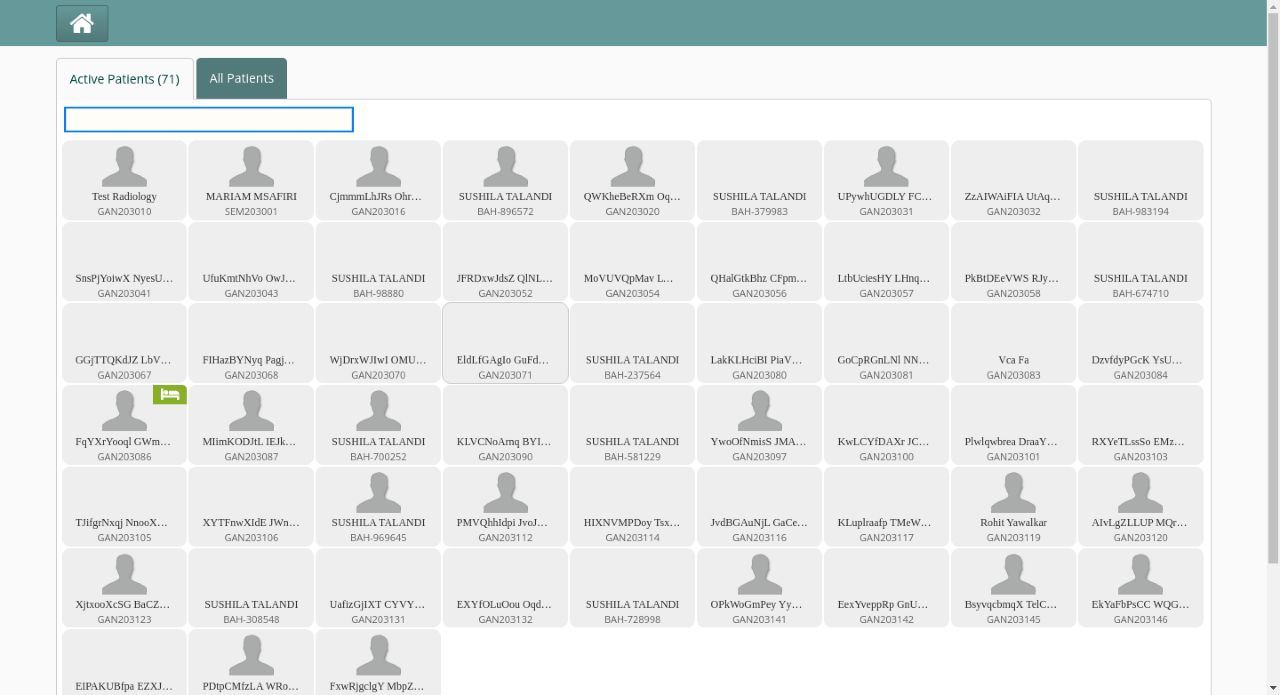 Active Patients (71)
All Patients
Test Radiology
GAN203010
MARIAM MSAFIRI
SEM203001
CjmmmLhJRs Ohr…
GAN203016
SUSHILA TALANDI
BAH-896572
QWKheBeRXm Oq…
GAN203020
SUSHILA TALANDI
BAH-379983
UPywhUGDLY FC…
GAN203031
ZzAIWAiFIA UtAq…
GAN203032
SUSHILA TALANDI
BAH-983194
SnsPjYoiwX NyesU…
GAN203041
UfuKmtNhVo OwJ…
GAN203043
SUSHILA TALANDI
BAH-98880
JFRDxwJdsZ QlNL…
GAN203052
MoVUVQpMav L…
GAN203054
QHalGtkBhz CFpm…
GAN203056
LtbUciesHY LHnq…
GAN203057
PkBtDEeVWS RJy…
GAN203058
SUSHILA TALANDI
BAH-674710
GGjTTQKdJZ LbV…
GAN203067
FIHazBYNyq Pagj…
GAN203068
WjDrxWJIwI OMU…
GAN203070
EldLfGAgIo GuFd…
GAN203071
SUSHILA TALANDI
BAH-237564
LakKLHciBI PiaV…
GAN203080
GoCpRGnLNl NN…
GAN203081
Vca Fa
GAN203083
DzvfdyPGcK YsU…
GAN203084
FqYXrYooql GWm…
GAN203086
MIimKODJtL IEJk…
GAN203087
SUSHILA TALANDI
BAH-700252
KLVCNoArnq BYI…
GAN203090
SUSHILA TALANDI
BAH-581229
YwoOfNmisS JMA…
GAN203097
KwLCYfDAXr JC…
GAN203100
Plwlqwbrea DraaY…
GAN203101
RXYeTLssSo EMz…
GAN203103
TJifgrNxqj NnooX…
GAN203105
XYTFnwXIdE JWn…
GAN203106
SUSHILA TALANDI
BAH-969645
PMVQhhIdpi JvoJ…
GAN203112
HIXNVMPDoy Tsx…
GAN203114
JvdBGAuNjL GaCe…
GAN203116
KLuplraafp TMeW…
GAN203117
Rohit Yawalkar
GAN203119
AIvLgZLLUP MQr…
GAN203120
XjtxooXcSG BaCZ…
GAN203123
SUSHILA TALANDI
BAH-308548
UafizGjIXT CYVY…
GAN203131
EXYfOLuOou Oqd…
GAN203132
SUSHILA TALANDI
BAH-728998
OPkWoGmPey Yy…
GAN203141
EexYveppRp GnU…
GAN203142
BsyvqcbmqX TelC…
GAN203145
EkYaFbPsCC WQG…
GAN203146
EIPAKUBfpa EZXJ…
PDtpCMfzLA WRo…
FxwRjgclgY MbpZ…